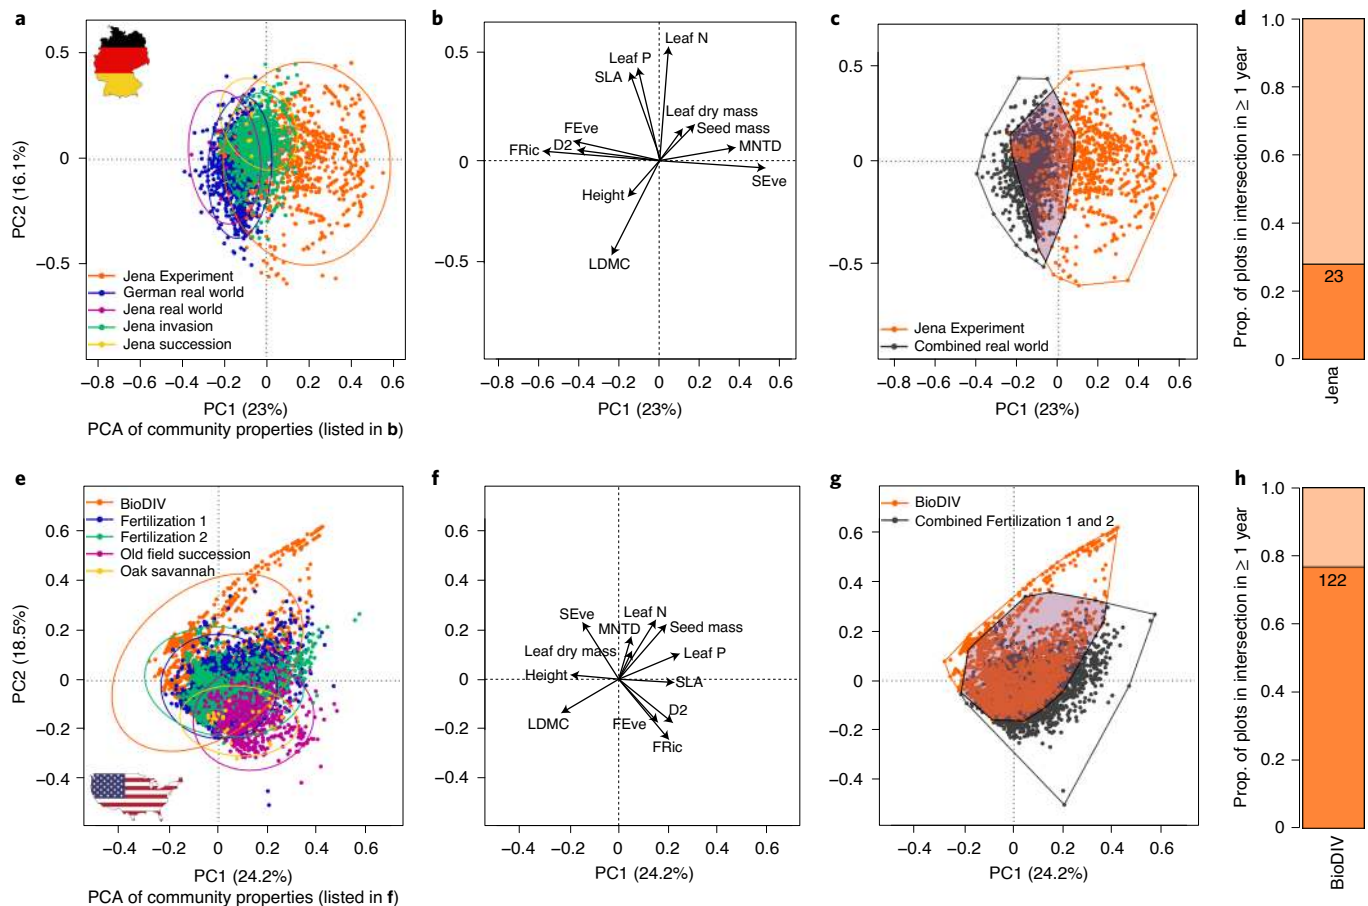 a
0.5
0
−0.5
PC2 (16.1%)
Jena Experiment
German real world
Jena real world
Jena invasion
Jena succession
−0.8 −0.6 −0.4 −0.2 0 0.2 0.4 0.6
PC1 (23%)
PCA of community properties (listed in b)
b
0.5
0
−0.5
Leaf N
Leaf P
SLA
Leaf dry mass
Seed mass
FEve
D2
FRic
MNTD
SEve
Height
LDMC
−0.8 −0.6 −0.4 −0.2 0 0.2 0.4 0.6
PC1 (23%)
c
0.5
0
−0.5
Jena Experiment
Combined real world
−0.8 −0.6 −0.4 −0.2 0 0.2 0.4 0.6
PC1 (23%)
d
Prop. of plots in intersection in ≥ 1 year
1.0
0.8
0.6
0.4
0.2
0
23
Jena
e
BioDIV
Fertilization 1
Fertilization 2
Old field succession
Oak savannah
0.6
0.4
0.2
0
−0.2
−0.4
PC2 (18.5%)
−0.4 −0.2 0 0.2 0.4 0.6
PC1 (24.2%)
PCA of community properties (listed in f)
f
0.6
0.4
0.2
0
−0.2
−0.4
SEve
Leaf N
MNTD
Seed mass
Leaf dry mass
Leaf P
Height
SLA
LDMC
D2
FEve
FRic
−0.4 −0.2 0 0.2 0.4 0.6
PC1 (24.2%)
g
BioDIV
Combined Fertilization 1 and 2
0.6
0.4
0.2
0
−0.2
−0.4
−0.4 −0.2 0 0.2 0.4 0.6
PC1 (24.2%)
h
Prop. of plots in intersection in ≥ 1 year
1.0
0.8
0.6
0.4
0.2
0
122
BioDIV